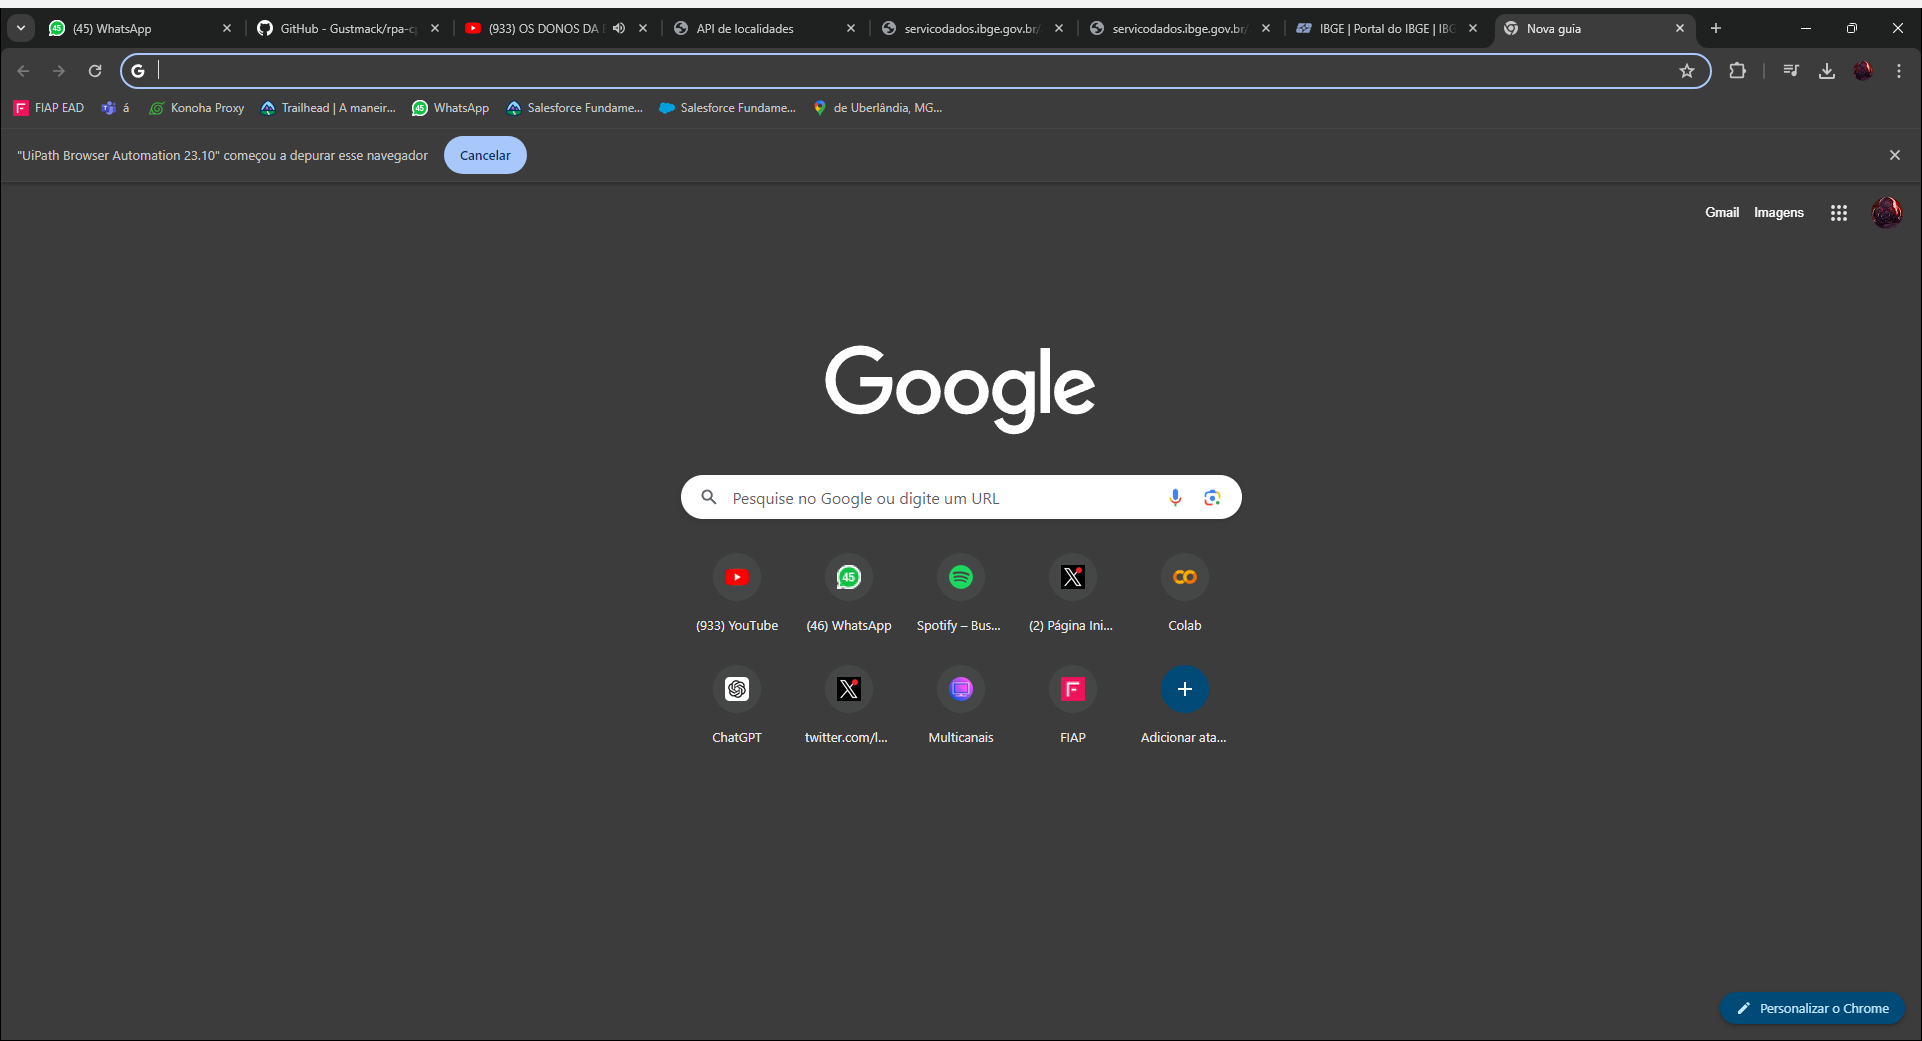 (45) WhatsApp
GitHub - Gustmack/rpa-cp
(933) OS DONOS DA
API de localidades
servicodados.ibge.gov.br/
servicodados.ibge.gov.br/
IBGE | Portal do IBGE | IBG
Nova guia
FIAP EAD
á
Konoha Proxy
Trailhead | A maneir...
45
WhatsApp
Salesforce Fundame...
Salesforce Fundame...
de Uberlândia, MG...
"UiPath Browser Automation 23.10" começou a depurar esse navegador
Cancelar
Gmail
Imagens
Google
Pesquise no Google ou digite um URL
45
(933) YouTube
(46) WhatsApp
Spotify – Bus...
(2) Página Ini...
Colab
ChatGPT
twitter.com/l...
Multicanais
FIAP
Adicionar ata...
Personalizar o Chrome